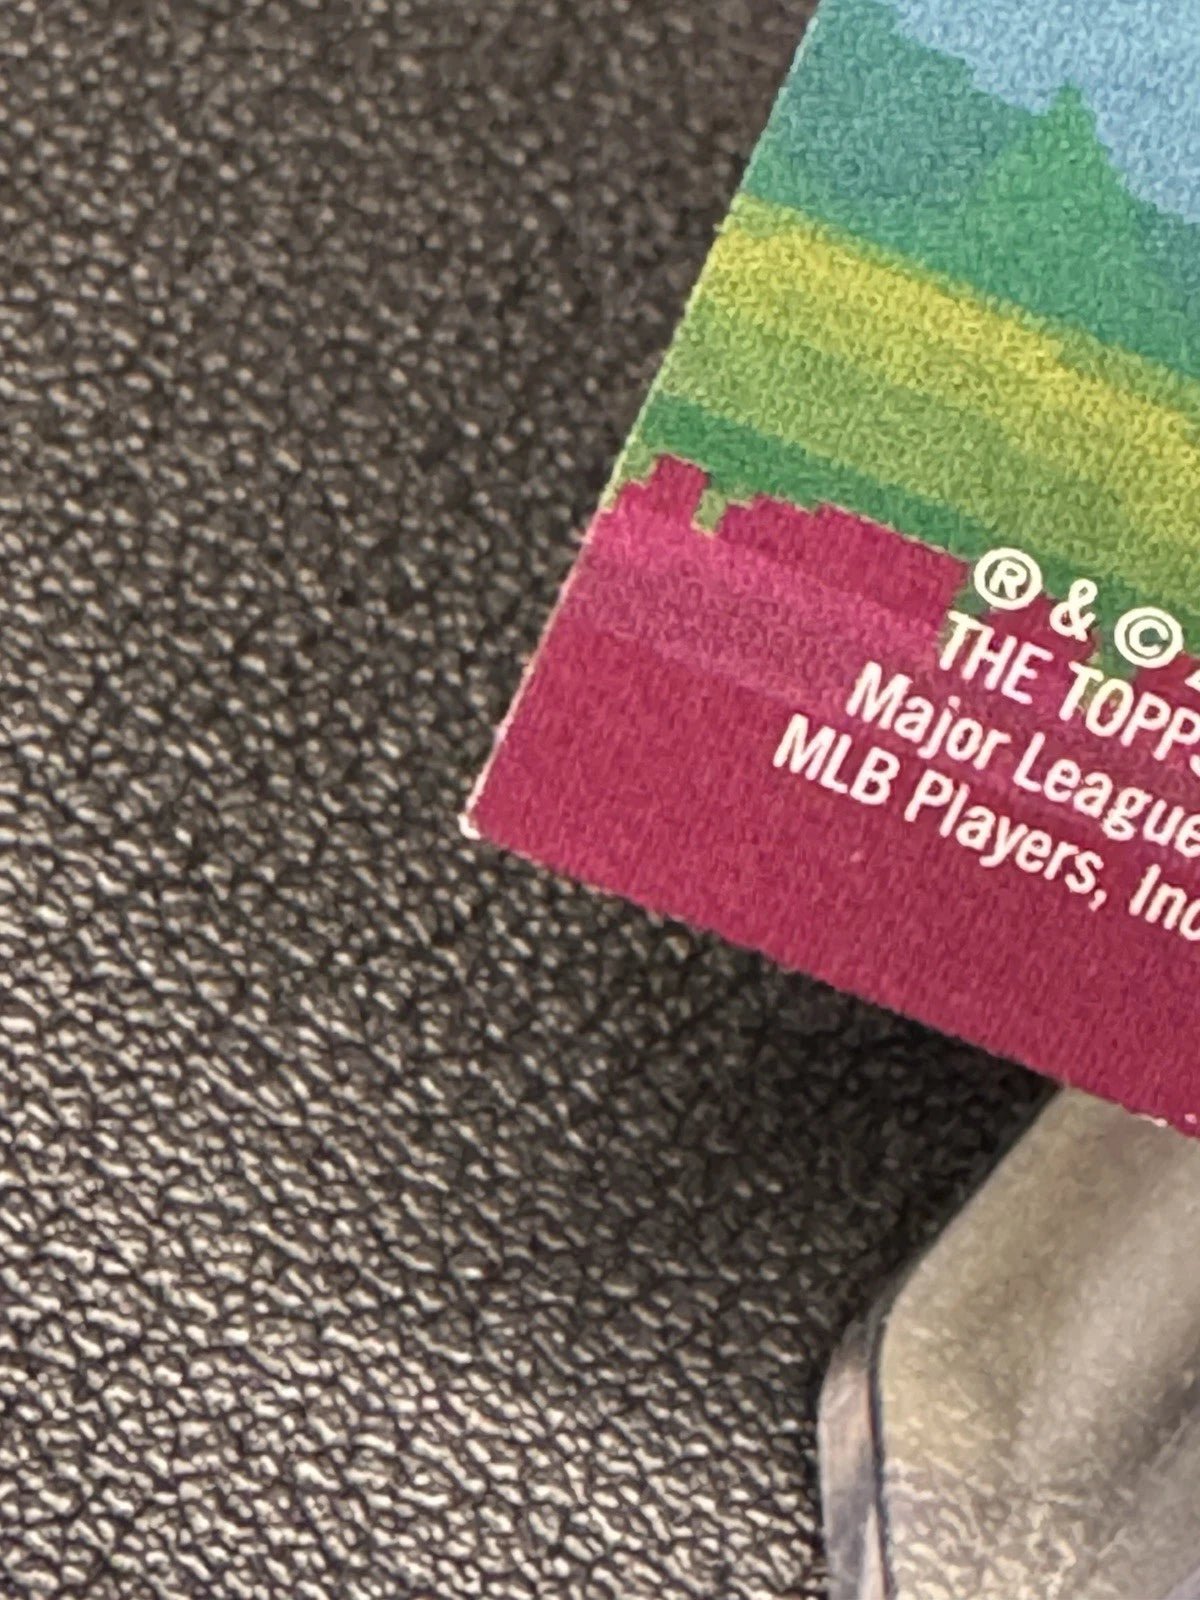 ® & ©
THE TOPPS
Major League
MLB Players, Inc